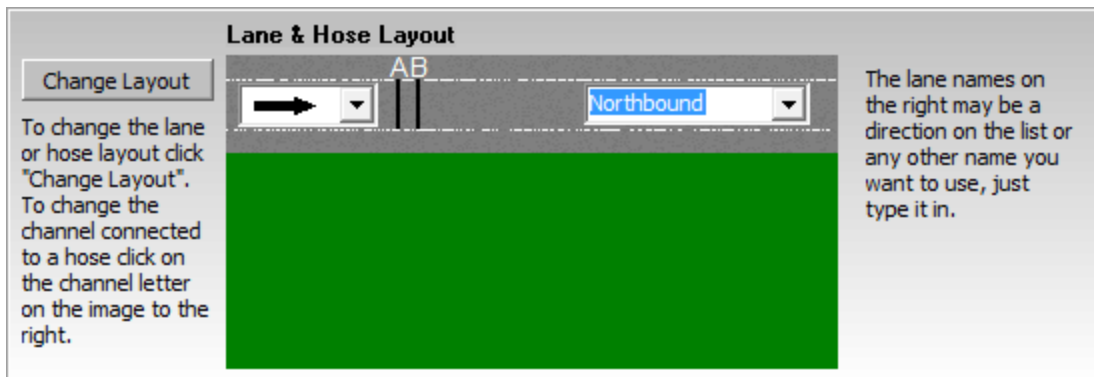 Lane & Hose Layout
Change Layout
To change the lane
or hose layout click
"Change Layout".
To change the
channel connected
to a hose click on
the channel letter
on the image to the
right.
AB
Northbound
The lane names on
the right may be a
direction on the list or
any other name you
want to use, just
type it in.